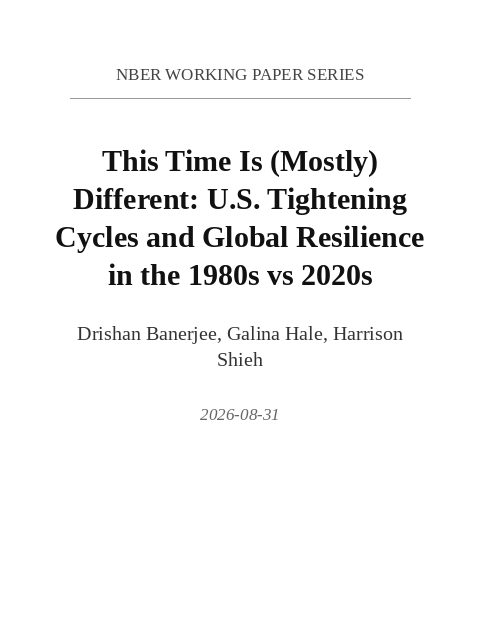 NBER WORKING PAPER SERIES
This Time Is (Mostly)
Different: U.S. Tightening
Cycles and Global Resilience
in the 1980s vs 2020s
Drishan Banerjee, Galina Hale, Harrison
Shieh
2026-08-31